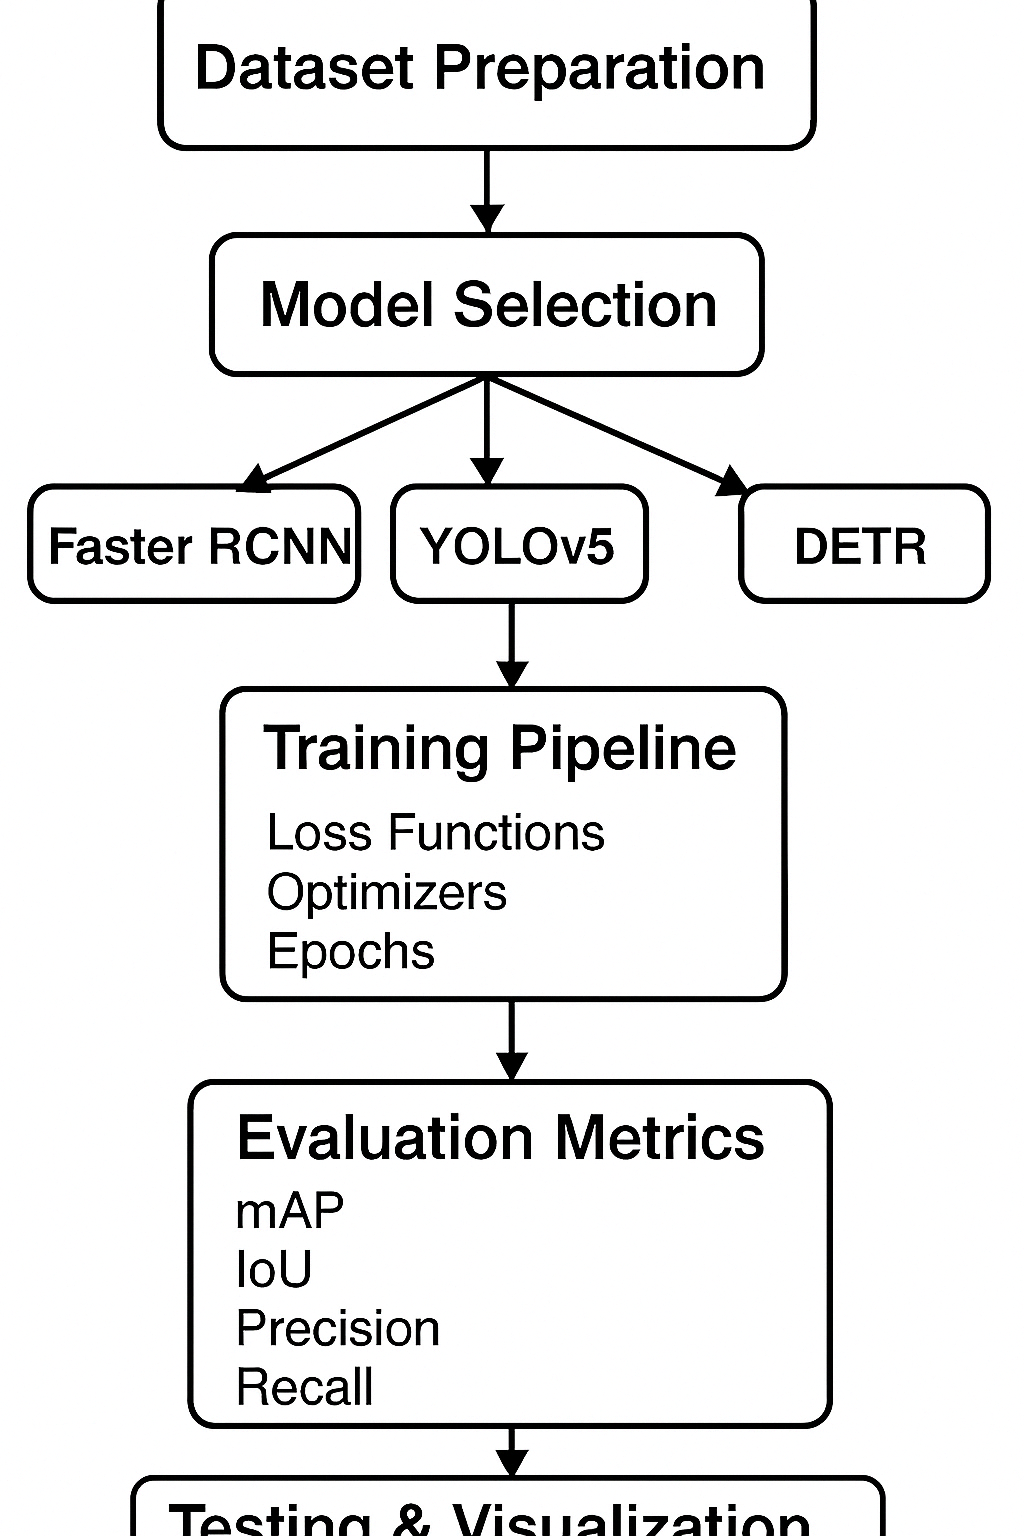 Dataset Preparation
Model Selection
Faster RCNN
YOLOv5
DETR
Training Pipeline
Loss Functions
Optimizers
Epochs
Evaluation Metrics
mAP
IoU
Precision
Recall
Testing & Visualization